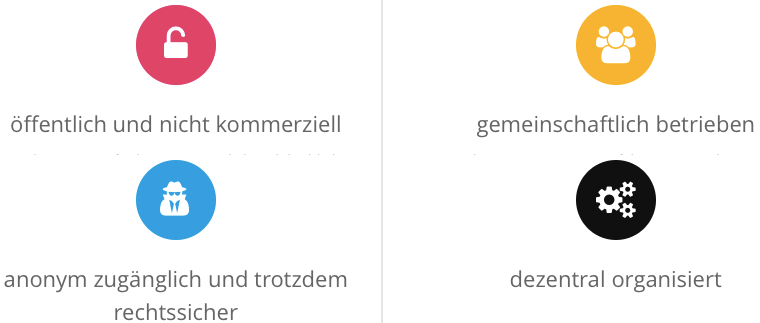 öffentlich und nicht kommerziell
gemeinschaftlich betrieben
anonym zugänglich und trotzdem
rechtssicher
dezentral organisiert